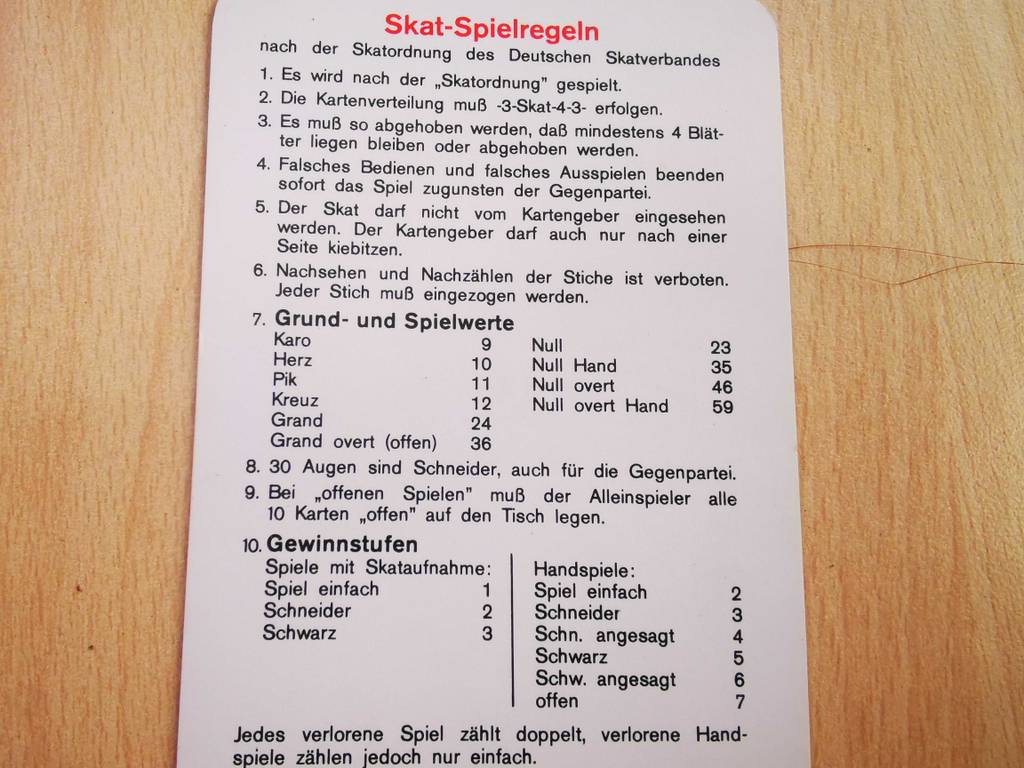 Skat-Spielregeln
nach der Skatordnung des Deutschen Skatverbandes
1. Es wird nach der „Skatordnung" gespielt.
2. Die Kartenverteilung muß -3-Skat-4-3- erfolgen.
3. Es muß so abgehoben werden, daß mindestens 4 Blät-
ter liegen bleiben oder abgehoben werden.
4. Falsches Bedienen und falsches Ausspielen beenden
sofort das Spiel zugunsten der Gegenpartei.
5. Der Skat darf nicht vom Kartengeber eingesehen
werden. Der Kartengeber darf auch nur nach einer
Seite kiebitzen.
6. Nachsehen und Nachzählen der Stiche ist verboten.
Jeder Stich muß eingezogen werden.
7. Grund- und Spielwerte
Karo 9
Herz 10
Pik 11
Kreuz 12
Grand 24
Grand overt (offen) 36
Null 23
Null Hand 35
Null overt 46
Null overt Hand 59
8. 30 Augen sind Schneider, auch für die Gegenpartei.
9. Bei „offenen Spielen" muß der Alleinspieler alle
10 Karten „offen" auf den Tisch legen.
10. Gewinnstufen
Spiele mit Skataufnahme:
Spiel einfach 1
Schneider 2
Schwarz 3
Handspiele:
Spiel einfach 2
Schneider 3
Schn. angesagt 4
Schwarz 5
Schw. angesagt 6
offen 7
Jedes verlorene Spiel zählt doppelt, verlorene Hand-
spiele zählen jedoch nur einfach.